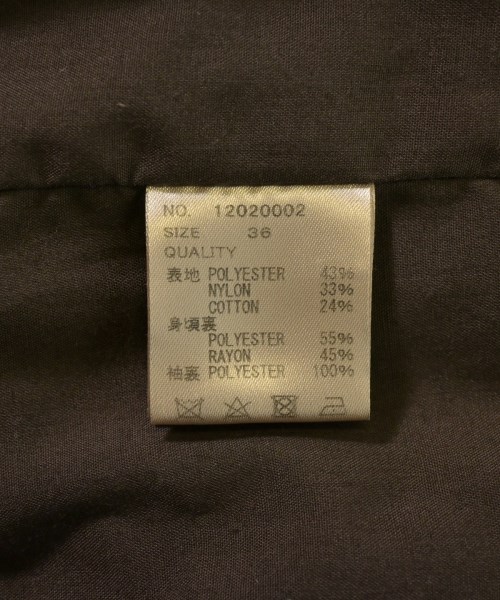 NO. 12020002
SIZE 36
QUALITY
表地 POLYESTER 43%
NYLON 33%
COTTON 24%
身頃裏
POLYESTER 55%
RAYON 45%
袖裏 POLYESTER 100%